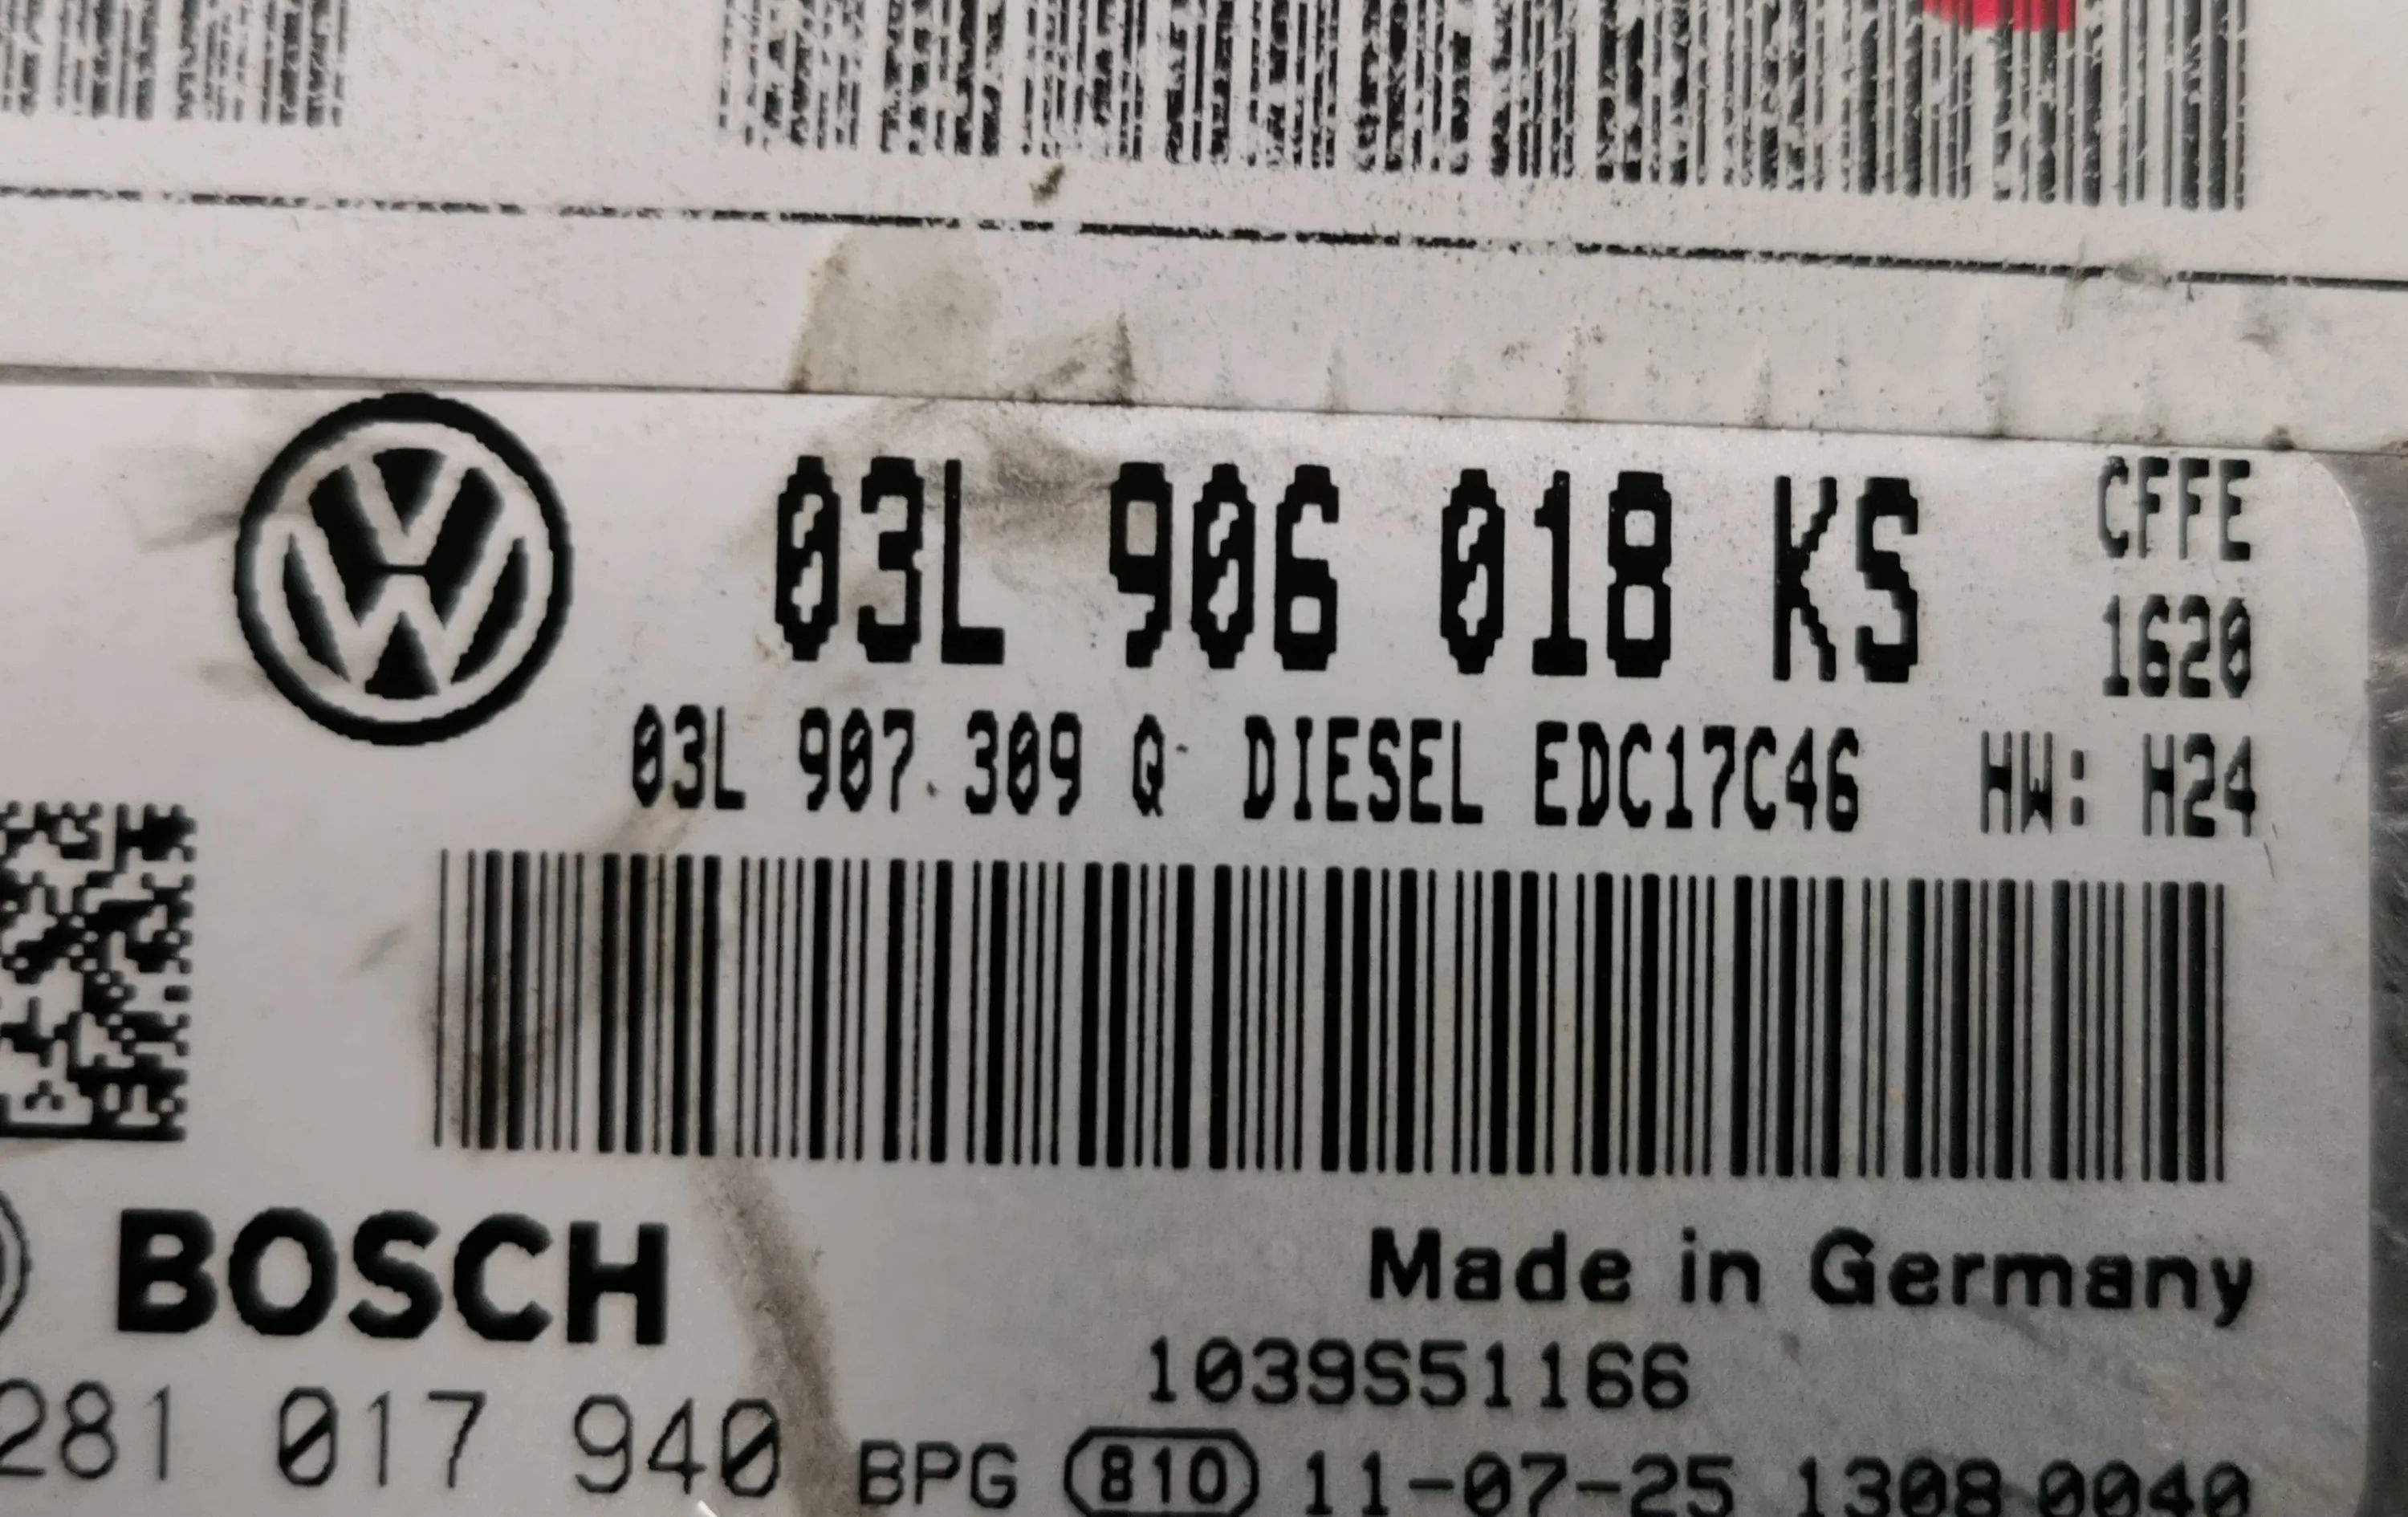 03L 906 018 KS
CFFE
1620
03L 907 309 Q DIESEL EDC17C46 HW: H24
BOSCH
Made in Germany
1039S51166
281 017 940 BPG 810 11-07-25 1308 0040